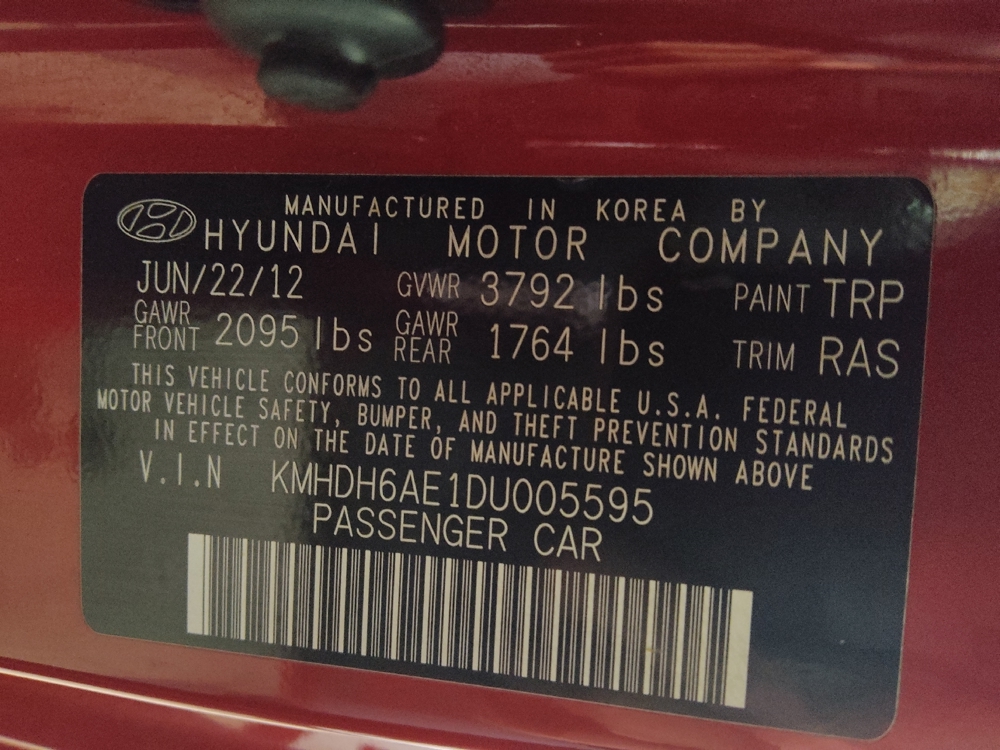 MANUFACTURED IN KOREA BY
HYUNDAI MOTOR COMPANY
JUN/22/12 GVWR 3792 lbs PAINT TRP
GAWR FRONT 2095 lbs GAWR REAR 1764 lbs TRIM RAS
THIS VEHICLE CONFORMS TO ALL APPLICABLE U.S.A. FEDERAL
MOTOR VEHICLE SAFETY, BUMPER, AND THEFT PREVENTION STANDARDS
IN EFFECT ON THE DATE OF MANUFACTURE SHOWN ABOVE
V.I.N KMHDH6AE1DU005595
PASSENGER CAR